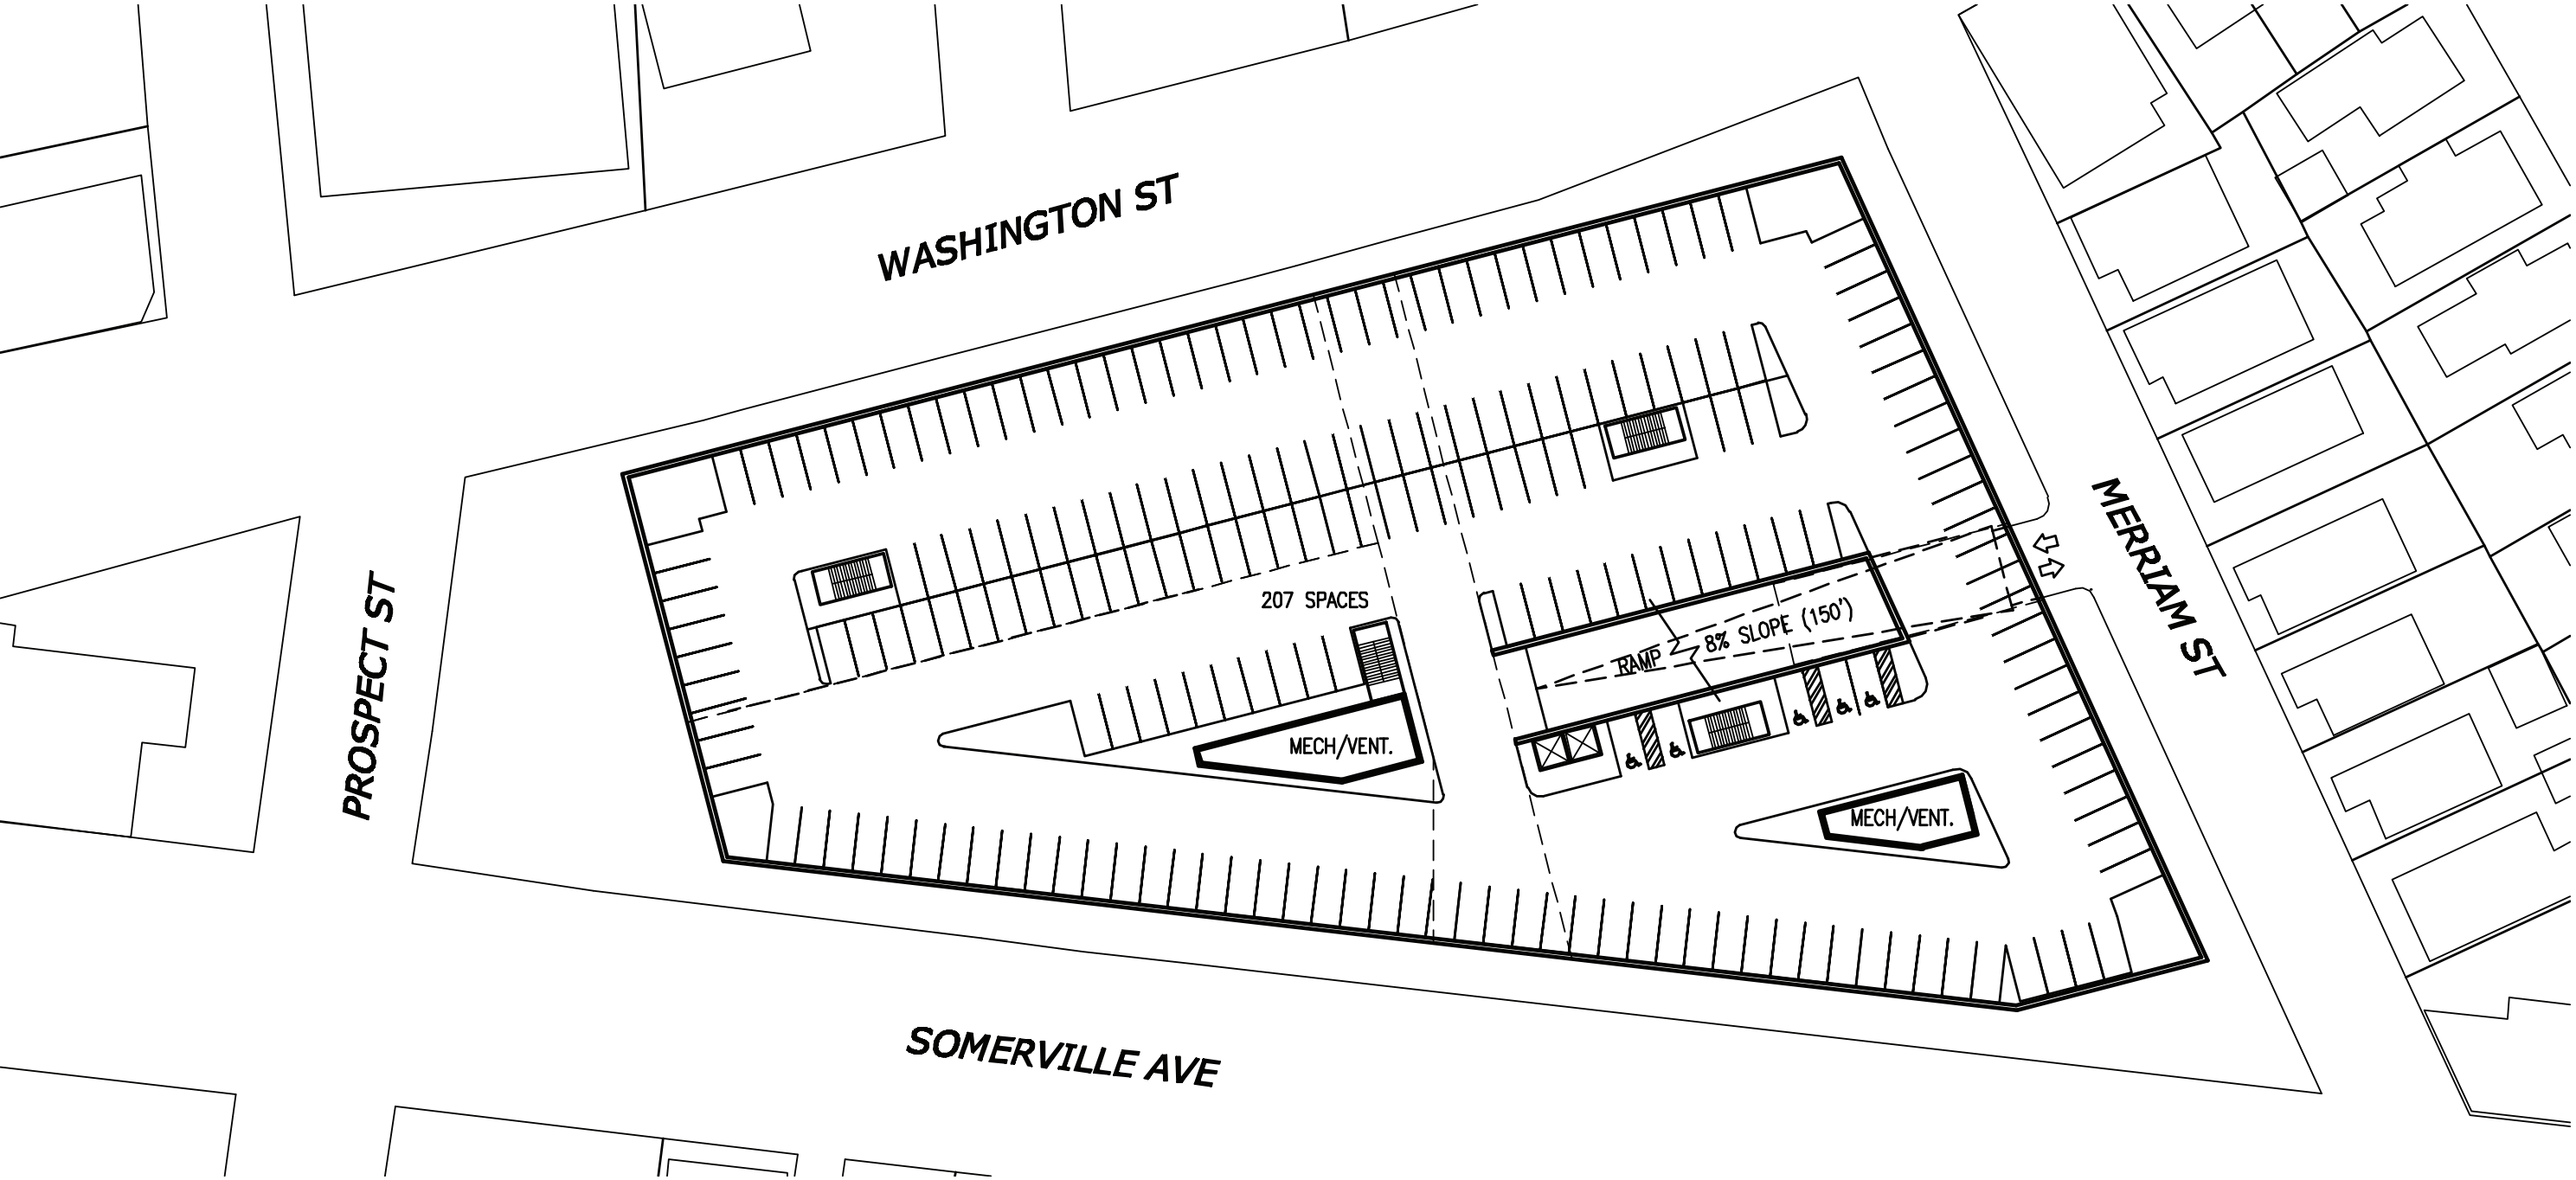 WASHINGTON ST
MERRIAM ST
PROSPECT ST
207 SPACES
RAMP
8% SLOPE (150')
MECH/VENT.
MECH/VENT.
SOMERVILLE AVE